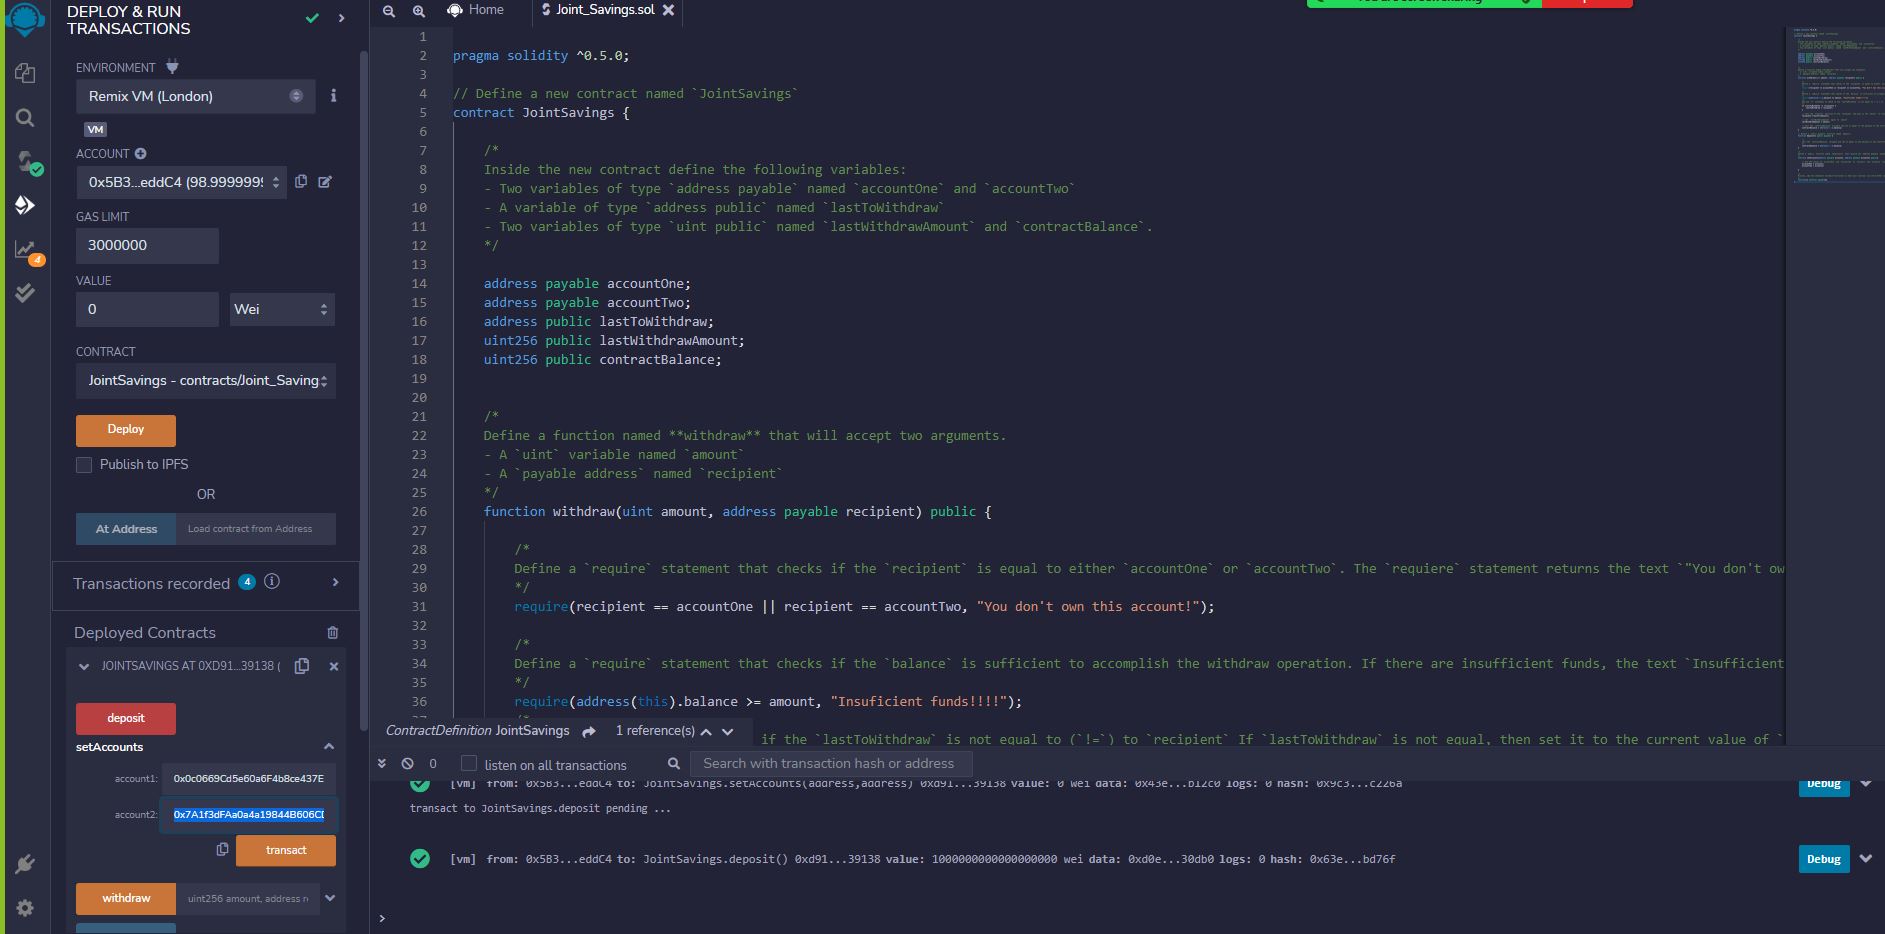 DEPLOY & RUN
TRANSACTIONS
ENVIRONMENT
Remix VM (London)
VM
ACCOUNT
0x5B3...eddC4 (98.9999999
GAS LIMIT
3000000
VALUE
0
Wei
CONTRACT
JointSavings - contracts/Joint_Saving
Deploy
Publish to IPFS
OR
At Address
Load contract from Address
Transactions recorded 4
Deployed Contracts
JOINTSAVINGS AT 0XD91...39138 (
deposit
setAccounts
account1: 0x0c0669Cd5e60a6F4b8ce437E
account2: 0x7A1f3dFAa0a4a19844B606CD
transact
withdraw
uint256 amount, address r
4
Home
Joint_Savings.sol
1
2 pragma solidity ^0.5.0;
3
4 // Define a new contract named `JointSavings`
5 contract JointSavings {
6
7 /*
8 Inside the new contract define the following variables:
9 - Two variables of type `address payable` named `accountOne` and `accountTwo`
10 - A variable of type `address public` named `lastToWithdraw`
11 - Two variables of type `uint public` named `lastWithdrawAmount` and `contractBalance`.
12 */
13
14 address payable accountOne;
15 address payable accountTwo;
16 address public lastToWithdraw;
17 uint256 public lastWithdrawAmount;
18 uint256 public contractBalance;
19
20
21 /*
22 Define a function named **withdraw** that will accept two arguments.
23 - A `uint` variable named `amount`
24 - A `payable address` named `recipient`
25 */
26 function withdraw(uint amount, address payable recipient) public {
27
28 /*
29 Define a `require` statement that checks if the `recipient` is equal to either `accountOne` or `accountTwo`. The `requiere` statement returns the text `"You don't ow
30 */
31 require(recipient == accountOne || recipient == accountTwo, "You don't own this account!");
32
33 /*
34 Define a `require` statement that checks if the `balance` is sufficient to accomplish the withdraw operation. If there are insufficient funds, the text `Insufficient
35 */
36 require(address(this).balance >= amount, "Insuficient funds!!!!");
37 /*
ContractDefinition JointSavings 1 reference(s)
if the `lastToWithdraw` is not equal to (`!=`) to `recipient` If `lastToWithdraw` is not equal, then set it to the current value of `
0
listen on all transactions
Search with transaction hash or address
[vm] from: 0x5B3...eddC4 to: JointSavings.setAccounts(address,address) 0xd91...39138 value: 0 wei data: 0x43e...b12c0 logs: 0 hash: 0x9c3...c226a
Debug
transact to JointSavings.deposit pending ...
[vm] from: 0x5B3...eddC4 to: JointSavings.deposit() 0xd91...39138 value: 1000000000000000000 wei data: 0xd0e...30db0 logs: 0 hash: 0x63e...bd76f
Debug
>